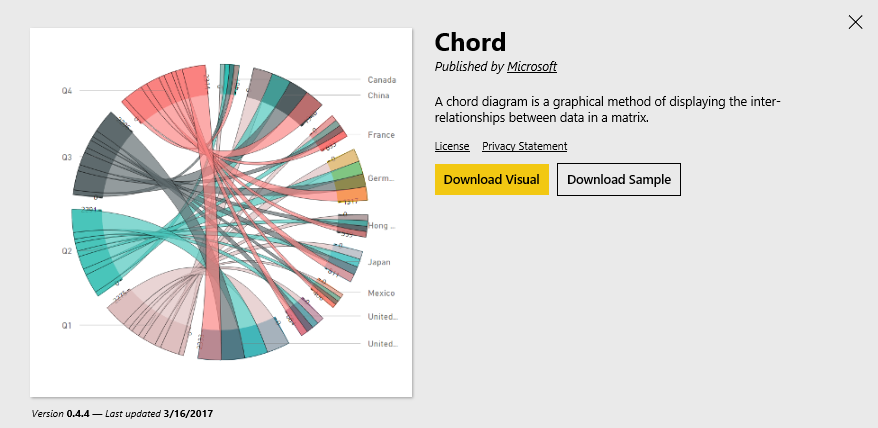 Chord
Published by Microsoft
A chord diagram is a graphical method of displaying the inter-
relationships between data in a matrix.
License Privacy Statement
Download Visual Download Sample
Q4
Q3
Q2
Q1
Canada
China
France
Germ...
Hong ...
Japan
Mexico
United...
United...
Version 0.4.4 — Last updated 3/16/2017